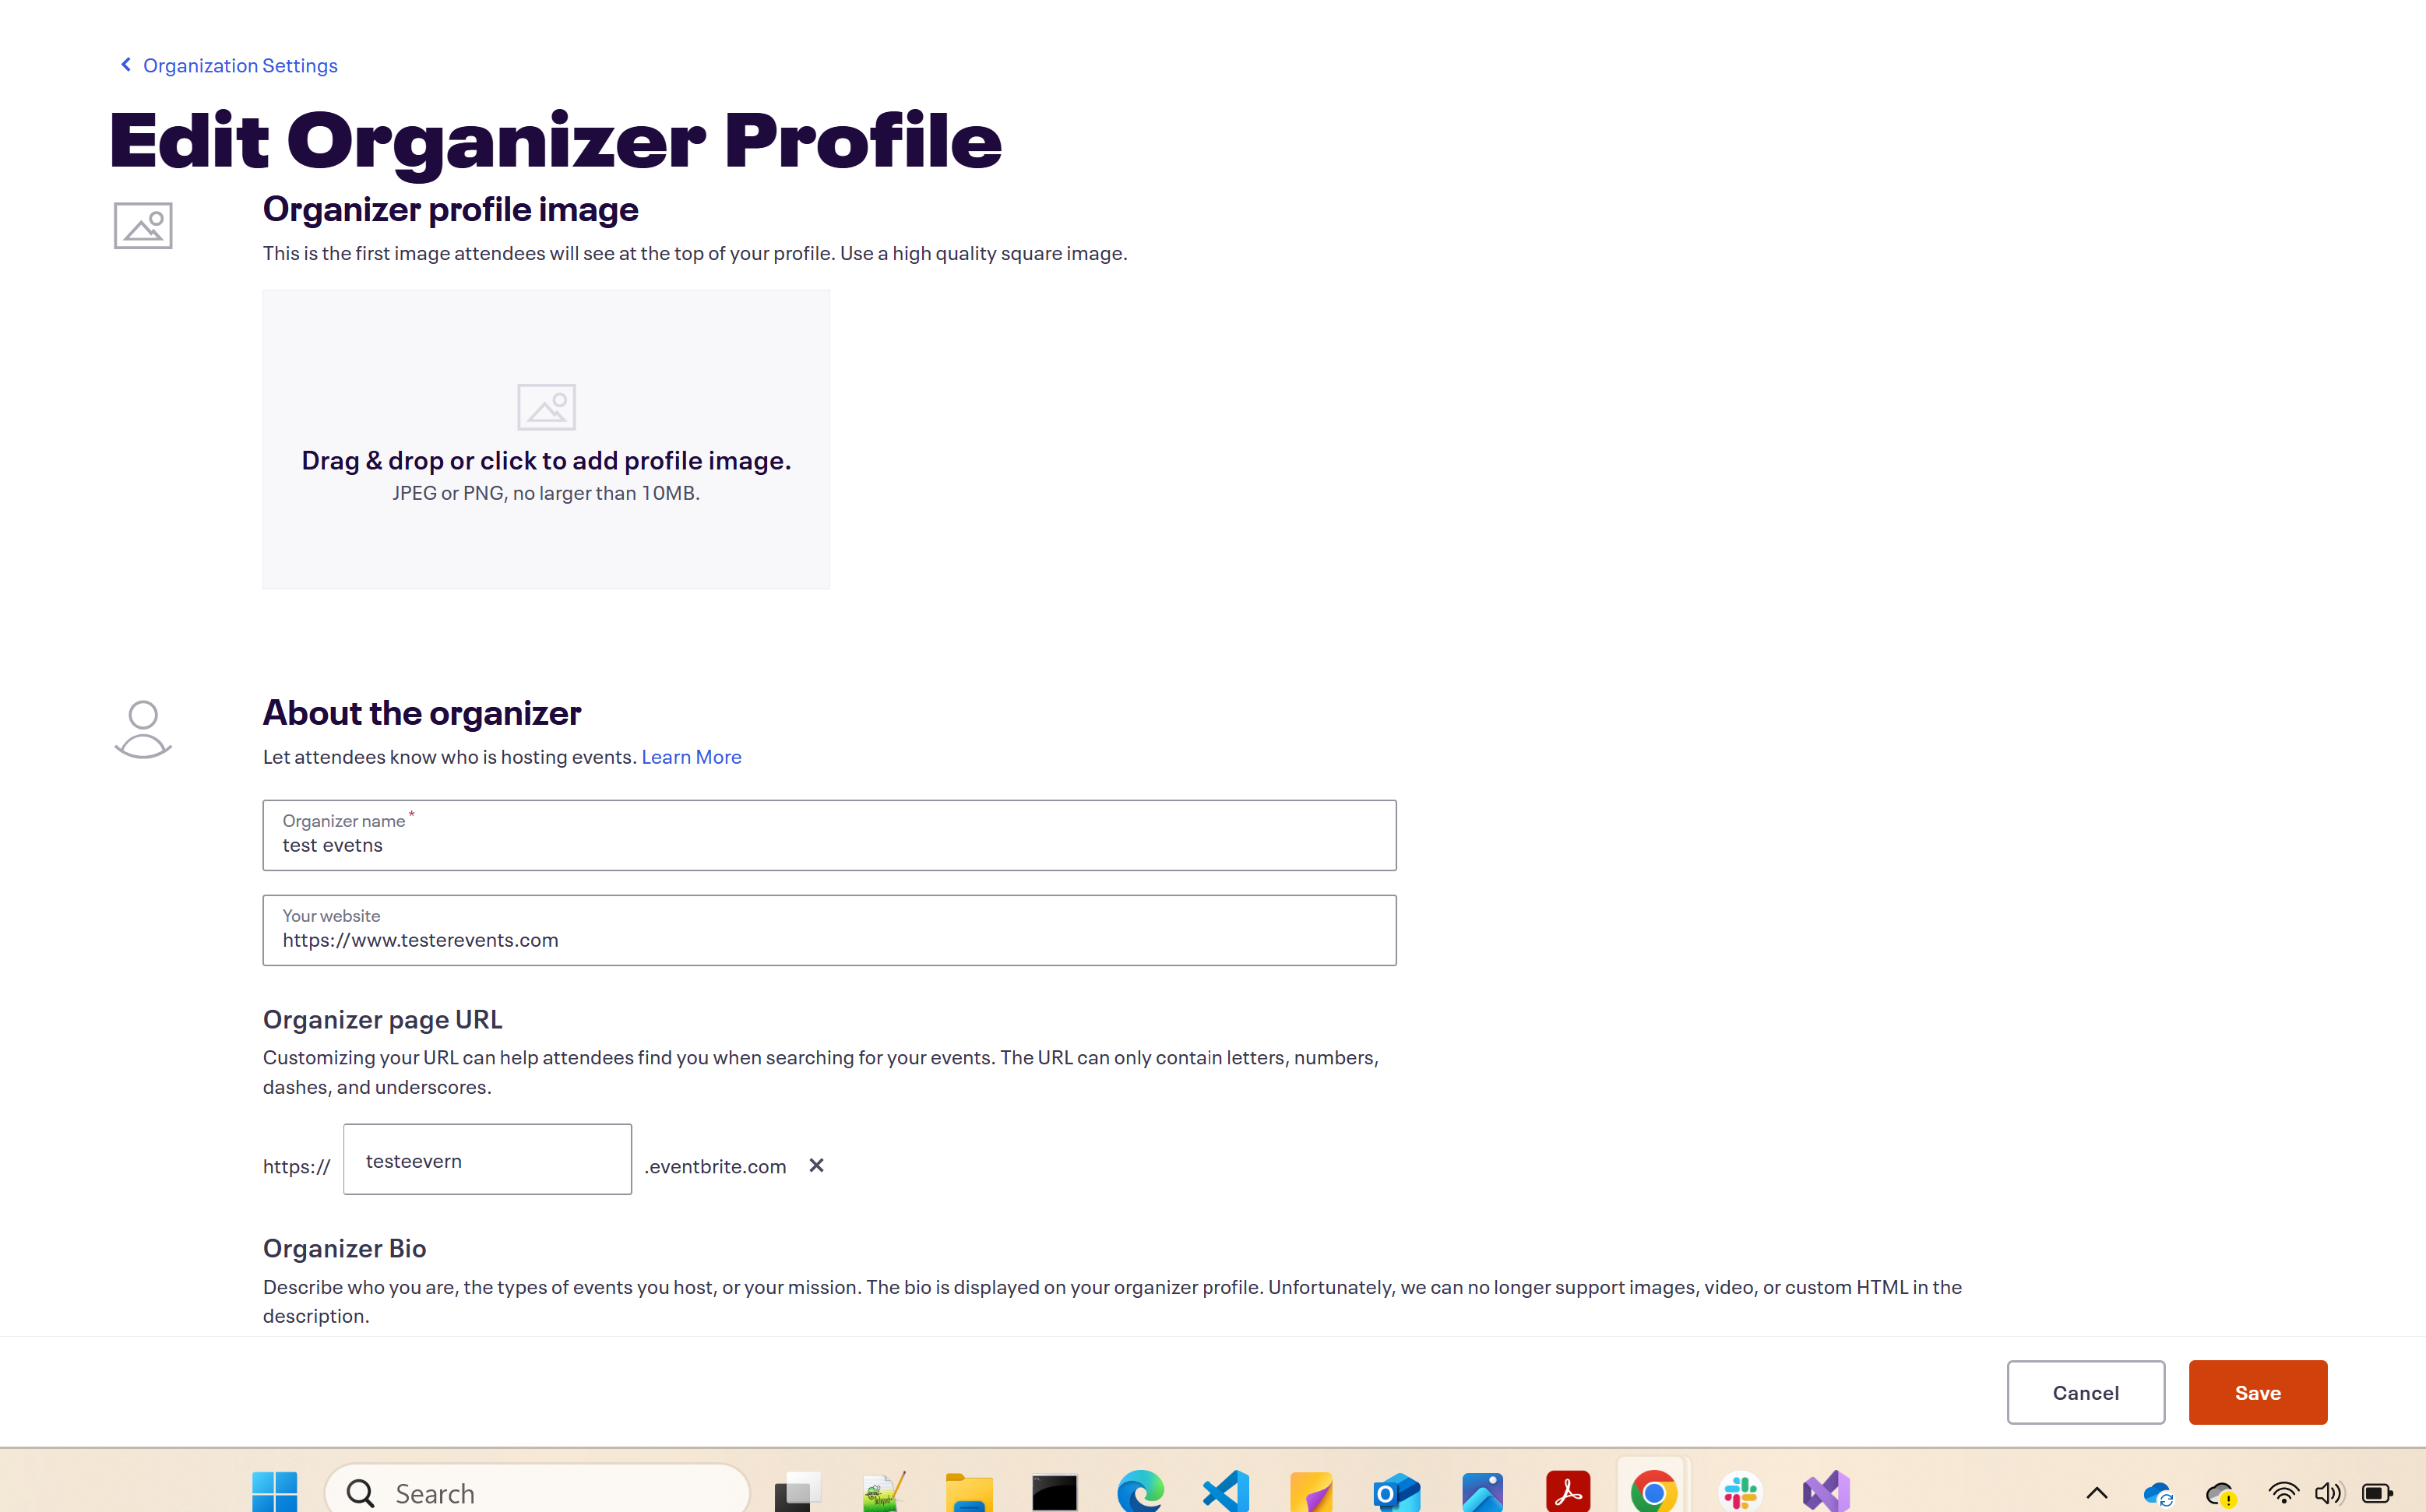 Organization Settings
Edit Organizer Profile
Organizer profile image
This is the first image attendees will see at the top of your profile. Use a high quality square image.
Drag & drop or click to add profile image.
JPEG or PNG, no larger than 10MB.
About the organizer
Let attendees know who is hosting events. Learn More
Organizer name *
test evetns
Your website
https://www.testerevents.com
Organizer page URL
Customizing your URL can help attendees find you when searching for your events. The URL can only contain letters, numbers,
dashes, and underscores.
https:// testeevern .eventbrite.com
Organizer Bio
Describe who you are, the types of events you host, or your mission. The bio is displayed on your organizer profile. Unfortunately, we can no longer support images, video, or custom HTML in the
description.
Cancel Save
Search